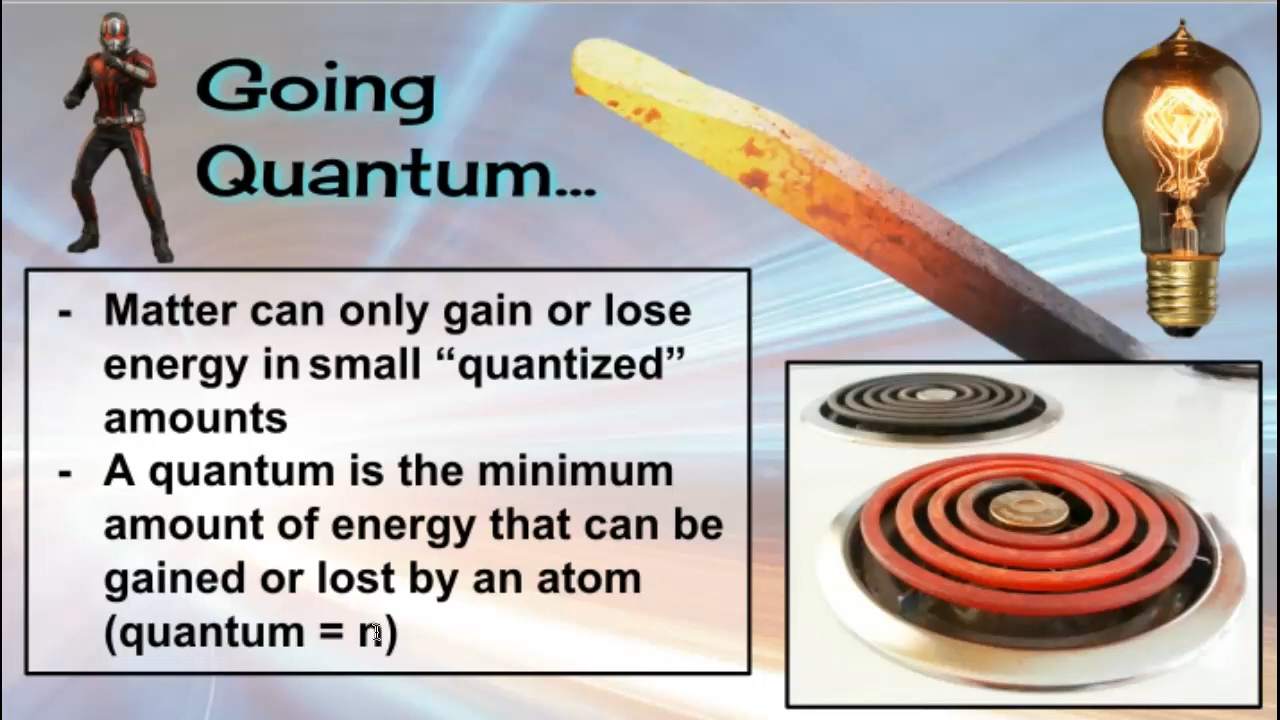 Going
Quantum...
- Matter can only gain or lose
energy in small “quantized”
amounts
- A quantum is the minimum
amount of energy that can be
gained or lost by an atom
(quantum = n)